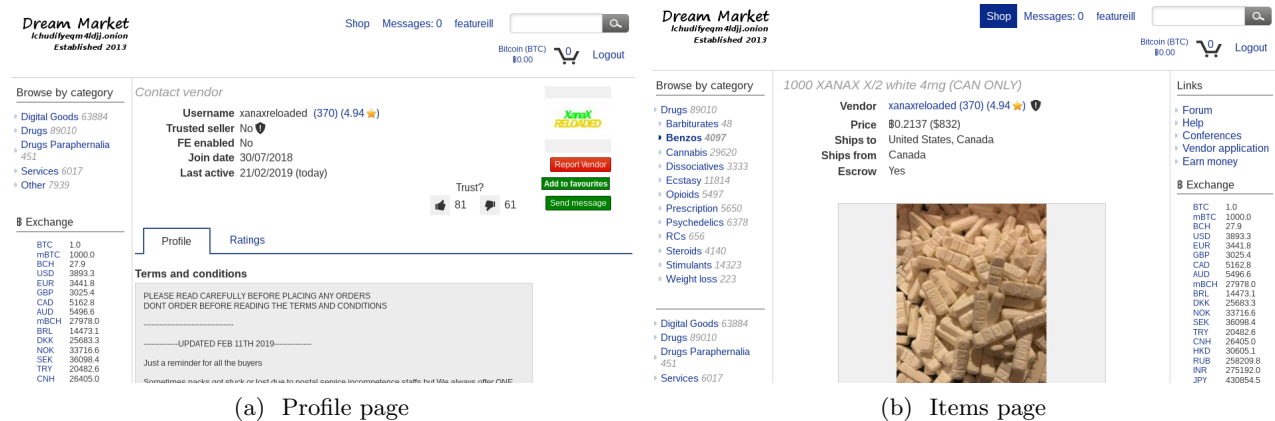 Dream Market
lchudifyeqm4ldjj.onion
Established 2013
Shop Messages: 0 featureill
Bitcoin (BTC)
฿0.00
0
Logout
Browse by category
Digital Goods 63884
Drugs 89010
Drugs Paraphernalia
451
Services 6017
Other 7939
฿ Exchange
BTC 1.0
mBTC 1000.0
BCH 27.9
USD 3893.3
EUR 3441.8
GBP 3025.4
CAD 5162.8
AUD 5496.6
mBCH 27978.0
BRL 14473.1
DKK 25683.3
NOK 33716.6
SEK 36098.4
TRY 20482.6
CNH 26405.0
Contact vendor
Username xanaxreloaded (370) (4.94 ⭐)
Trusted seller No
FE enabled No
Join date 30/07/2018
Last active 21/02/2019 (today)
Trust?
81 61
XanaX
RELOADED
Report Vendor
Add to favourites
Send message
Profile Ratings
Terms and conditions
PLEASE READ CAREFULLY BEFORE PLACING ANY ORDERS
DONT ORDER BEFORE READING THE TERMS AND CONDITIONS
----------------------------------
-------------UPDATED FEB 11TH 2019--------------
Just a reminder for all the buyers
Sometimes packs got stuck or lost due to postal service incompetence staffs but We always offer ONE
(a) Profile page
Dream Market
lchudifyeqm4ldjj.onion
Established 2013
Shop Messages: 0 featureill
Bitcoin (BTC)
฿0.00
0
Logout
Browse by category
Drugs 89010
Barbiturates 48
Benzos 4097
Cannabis 29620
Dissociatives 3333
Ecstasy 11814
Opioids 5497
Prescription 5650
Psychedelics 6378
RCs 656
Steroids 4140
Stimulants 14323
Weight loss 223
Digital Goods 63884
Drugs 89010
Drugs Paraphernalia
451
Services 6017
1000 XANAX X/2 white 4mg (CAN ONLY)
Vendor xanaxreloaded (370) (4.94 ⭐)
Price ฿0.2137 ($832)
Ships to United States, Canada
Ships from Canada
Escrow Yes
Links
Forum
Help
Conferences
Vendor application
Earn money
฿ Exchange
BTC 1.0
mBTC 1000.0
BCH 27.9
USD 3893.3
EUR 3441.8
GBP 3025.4
CAD 5162.8
AUD 5496.6
mBCH 27978.0
BRL 14473.1
DKK 25683.3
NOK 33716.6
SEK 36098.4
TRY 20482.6
CNH 26405.0
HKD 30605.1
RUB 258209.8
INR 275192.0
JPY 430854.5
(b) Items page